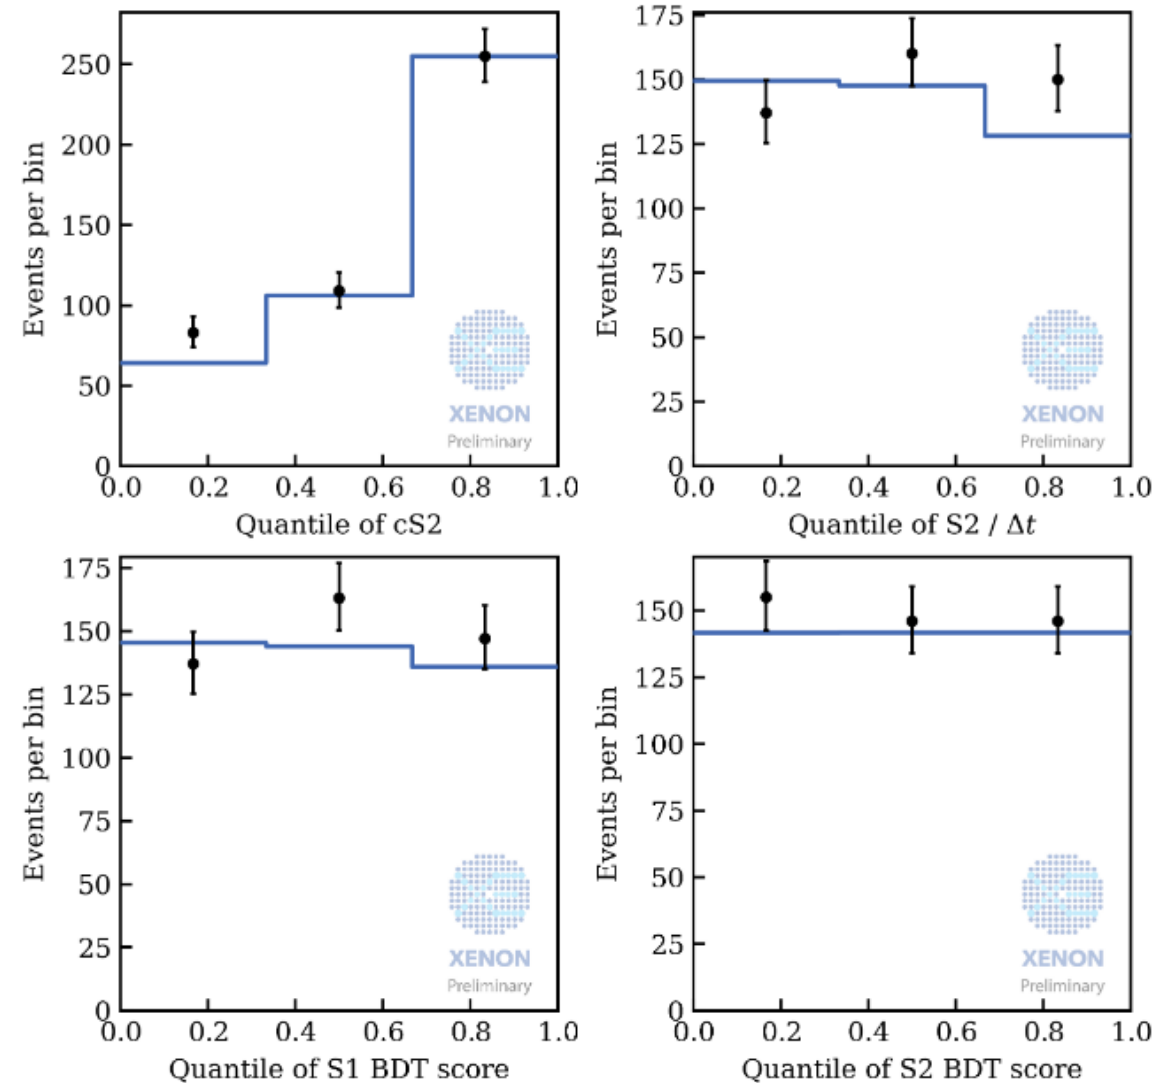 Events per bin
250
200
150
100
50
0
0.0 0.2 0.4 0.6 0.8 1.0
Quantile of cS2
XENON
Preliminary
Events per bin
175
150
125
100
75
50
25
0
0.0 0.2 0.4 0.6 0.8 1.0
Quantile of S2 / Δt
XENON
Preliminary
Events per bin
175
150
125
100
75
50
25
0
0.0 0.2 0.4 0.6 0.8 1.0
Quantile of S1 BDT score
XENON
Preliminary
Events per bin
150
125
100
75
50
25
0
0.0 0.2 0.4 0.6 0.8 1.0
Quantile of S2 BDT score
XENON
Preliminary